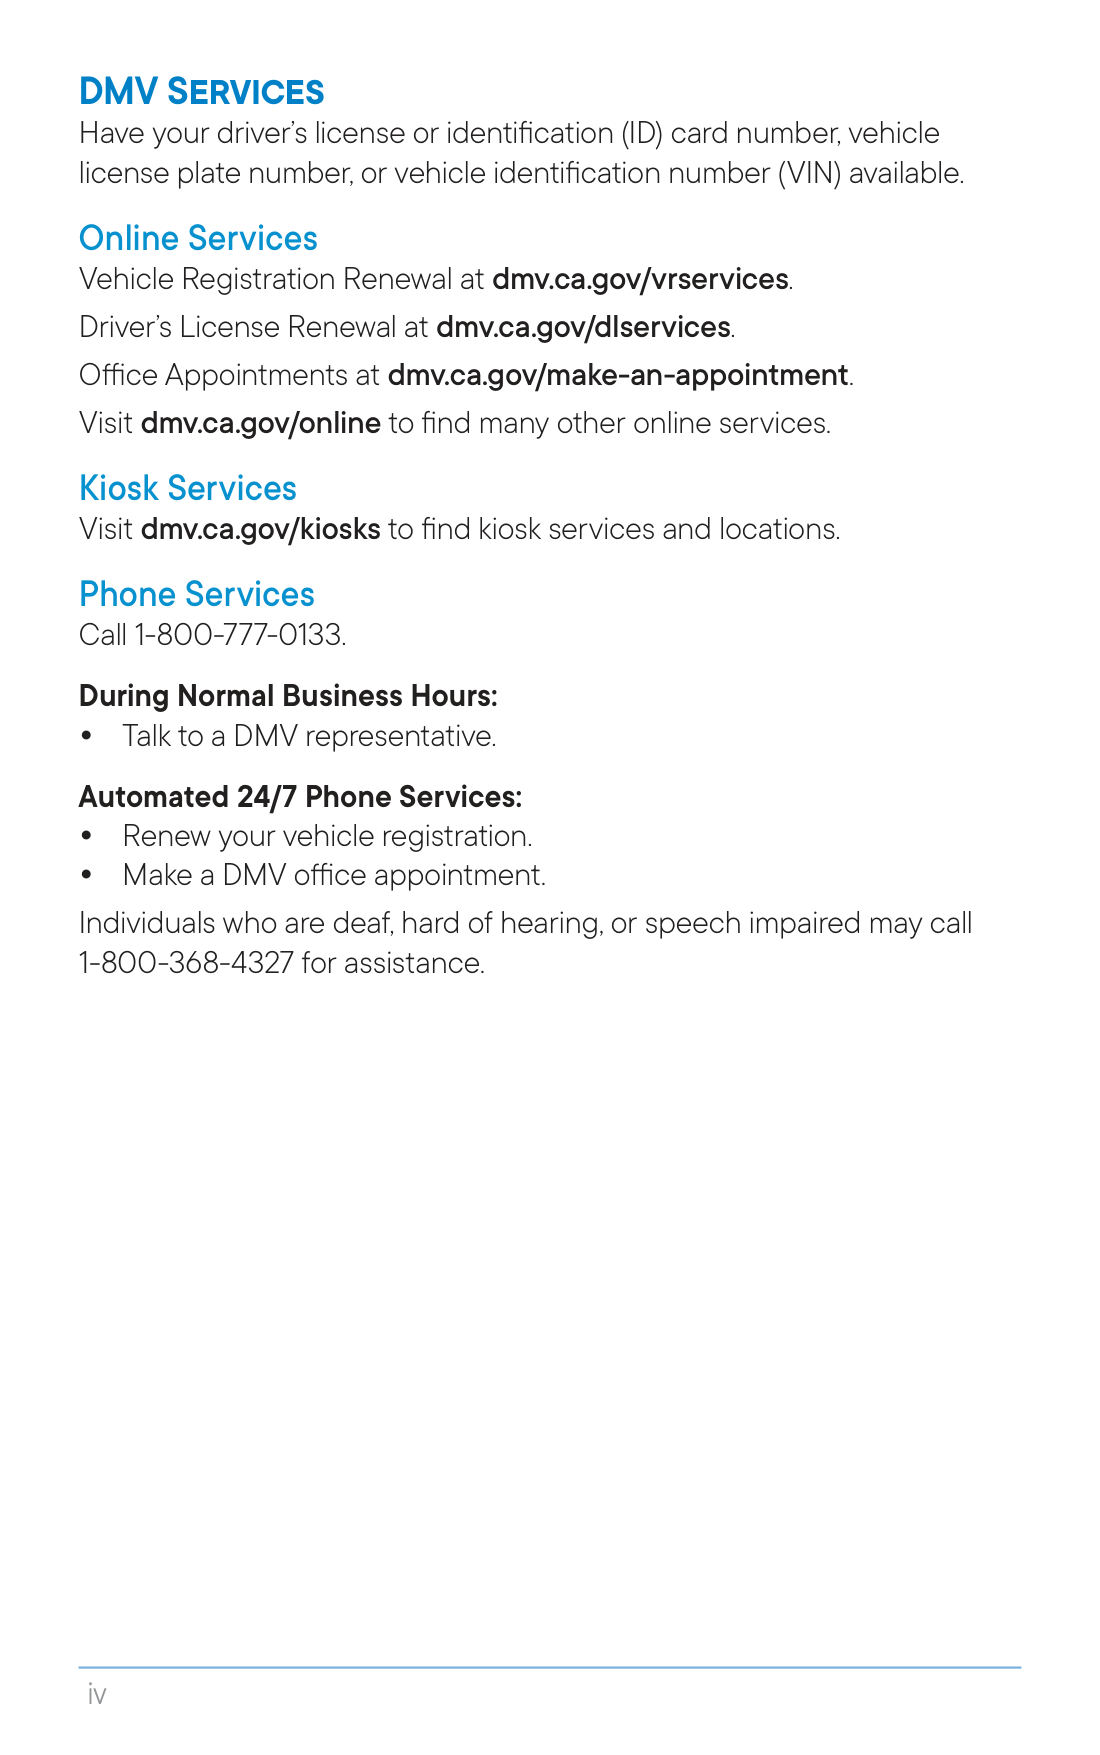 DMV SERVICES
Have your driver’s license or identification (ID) card number, vehicle
license plate number, or vehicle identification number (VIN) available.
Online Services
Vehicle Registration Renewal at dmv.ca.gov/vrservices.
Driver’s License Renewal at dmv.ca.gov/dlservices.
Office Appointments at dmv.ca.gov/make-an-appointment.
Visit dmv.ca.gov/online to find many other online services.
Kiosk Services
Visit dmv.ca.gov/kiosks to find kiosk services and locations.
Phone Services
Call 1-800-777-0133.
During Normal Business Hours:
• Talk to a DMV representative.
Automated 24/7 Phone Services:
• Renew your vehicle registration.
• Make a DMV office appointment.
Individuals who are deaf, hard of hearing, or speech impaired may call
1-800-368-4327 for assistance.
iv